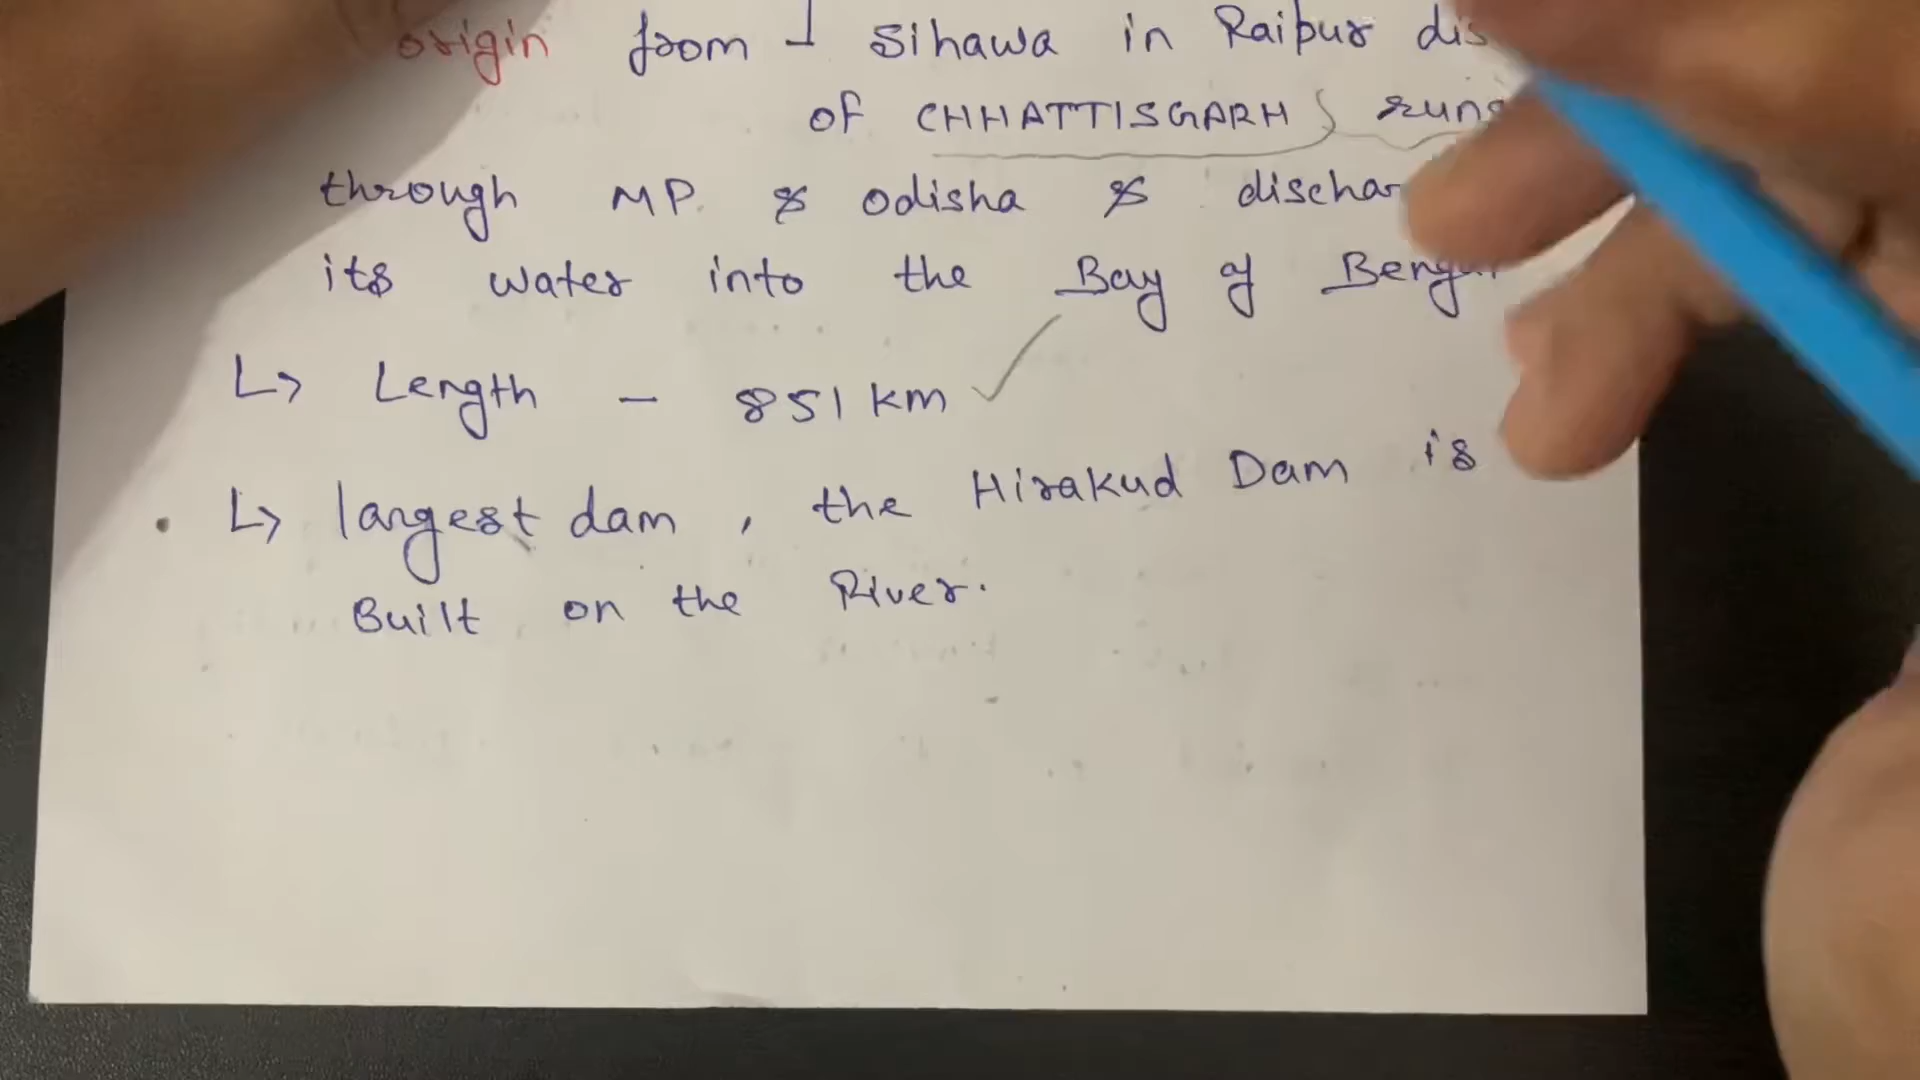 origin from - Sihawa in Raipur
of CHHATTISGARH runs
through MP & odisha &
its water into the Bay of
↳ Length - 851 km ✓
↳ largest dam, the Hirakud Dam is
Built on the River.